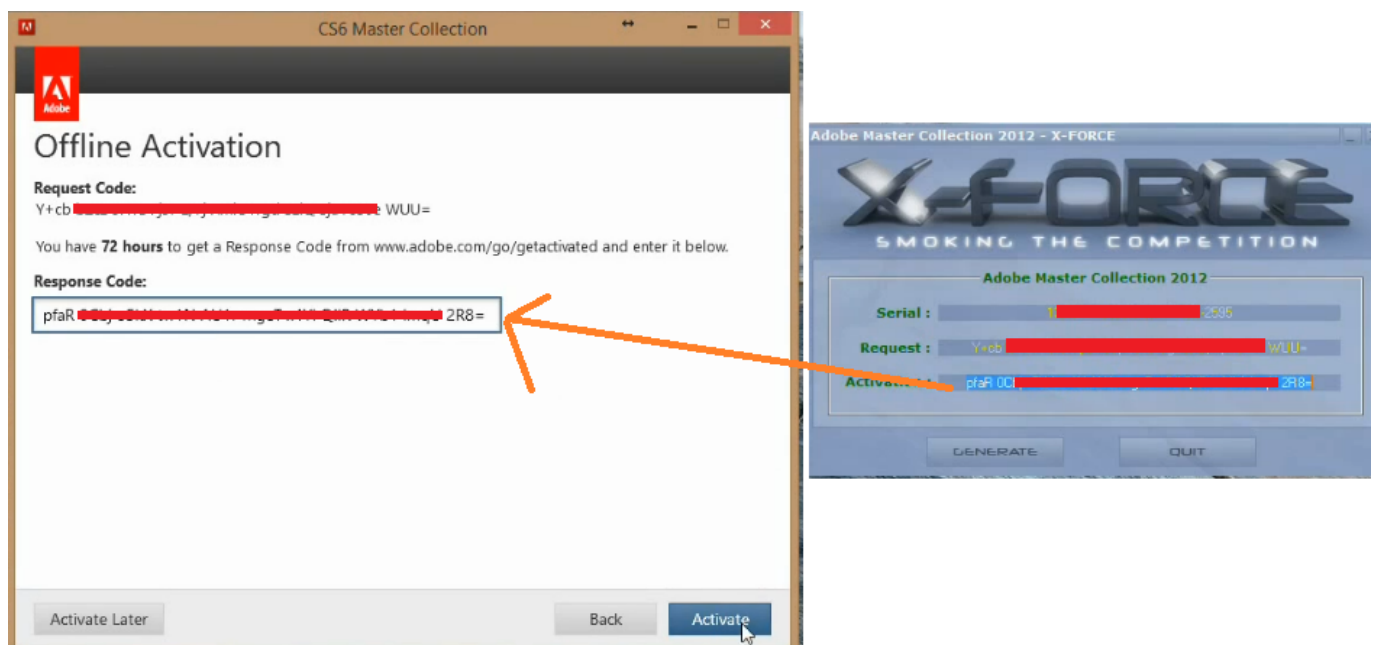 CS6 Master Collection
Adobe
Offline Activation
Request Code:
Y+cb WUU=
You have 72 hours to get a Response Code from www.adobe.com/go/getactivated and enter it below.
Response Code:
pfaR 2R8=
Activate Later
Back
Activate
Adobe Master Collection 2012 - X-FORCE
X-FORCE
SMOKING THE COMPETITION
Adobe Master Collection 2012
Serial :
Request : Y+cb WUU=
pfaR 2R8=
GENERATE
QUIT